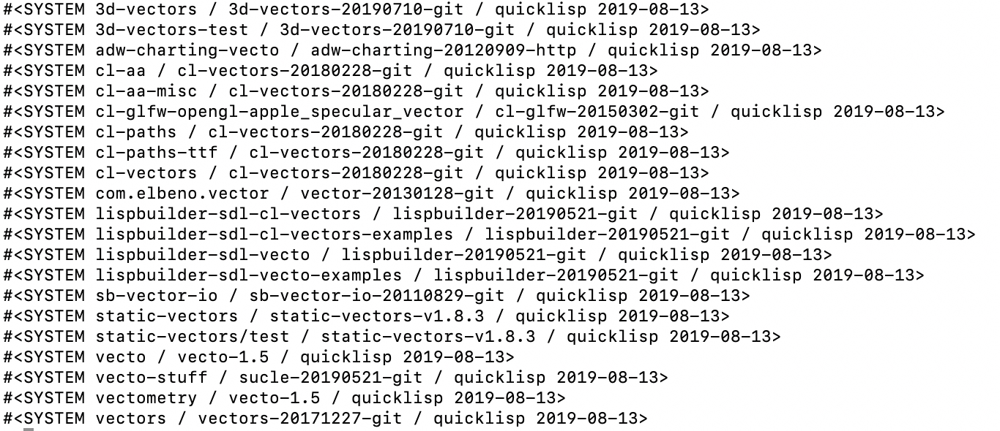 #<SYSTEM 3d-vectors / 3d-vectors-20190710-git / quicklisp 2019-08-13>
#<SYSTEM 3d-vectors-test / 3d-vectors-20190710-git / quicklisp 2019-08-13>
#<SYSTEM adw-charting-vecto / adw-charting-20120909-http / quicklisp 2019-08-13>
#<SYSTEM cl-aa / cl-vectors-20180228-git / quicklisp 2019-08-13>
#<SYSTEM cl-aa-misc / cl-vectors-20180228-git / quicklisp 2019-08-13>
#<SYSTEM cl-glfw-opengl-apple_specular_vector / cl-glfw-20150302-git / quicklisp 2019-08-13>
#<SYSTEM cl-paths / cl-vectors-20180228-git / quicklisp 2019-08-13>
#<SYSTEM cl-paths-ttf / cl-vectors-20180228-git / quicklisp 2019-08-13>
#<SYSTEM cl-vectors / cl-vectors-20180228-git / quicklisp 2019-08-13>
#<SYSTEM com.elbeno.vector / vector-20130128-git / quicklisp 2019-08-13>
#<SYSTEM lispbuilder-sdl-cl-vectors / lispbuilder-20190521-git / quicklisp 2019-08-13>
#<SYSTEM lispbuilder-sdl-cl-vectors-examples / lispbuilder-20190521-git / quicklisp 2019-08-13>
#<SYSTEM lispbuilder-sdl-vecto / lispbuilder-20190521-git / quicklisp 2019-08-13>
#<SYSTEM lispbuilder-sdl-vecto-examples / lispbuilder-20190521-git / quicklisp 2019-08-13>
#<SYSTEM sb-vector-io / sb-vector-io-20110829-git / quicklisp 2019-08-13>
#<SYSTEM static-vectors / static-vectors-v1.8.3 / quicklisp 2019-08-13>
#<SYSTEM static-vectors/test / static-vectors-v1.8.3 / quicklisp 2019-08-13>
#<SYSTEM vecto / vecto-1.5 / quicklisp 2019-08-13>
#<SYSTEM vecto-stuff / sucle-20190521-git / quicklisp 2019-08-13>
#<SYSTEM vectometry / vecto-1.5 / quicklisp 2019-08-13>
#<SYSTEM vectors / vectors-20171227-git / quicklisp 2019-08-13>